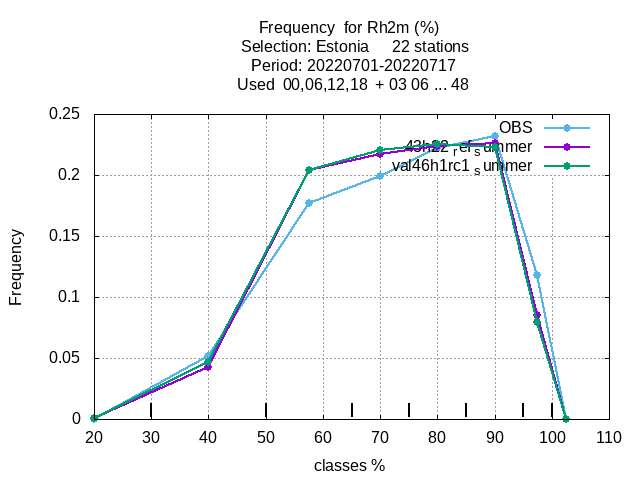 Frequency for Rh2m (%)
Selection: Estonia 22 stations
Period: 20220701-20220717
Used 00,06,12,18 + 03 06 ... 48
0.25
0.2
0.15
0.1
0.05
0
Frequency
OBS
43h22refsummer
val46h1rc1summer
20 30 40 50 60 70 80 90 100 110
classes %